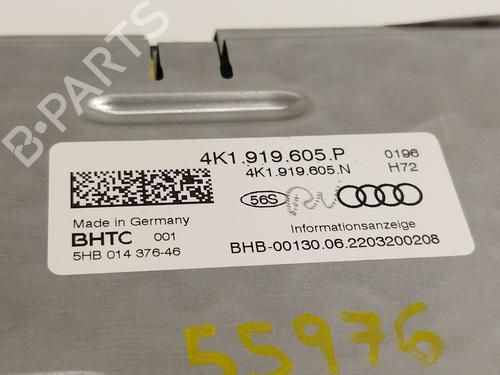 B-PARTS
4K1.919.605.P 0196
4K1.919.605.N H72
56S
Made in Germany
BHTC 001
5HB 014 376-46
Informationsanzeige
BHB-00130.06.2203200208
55976